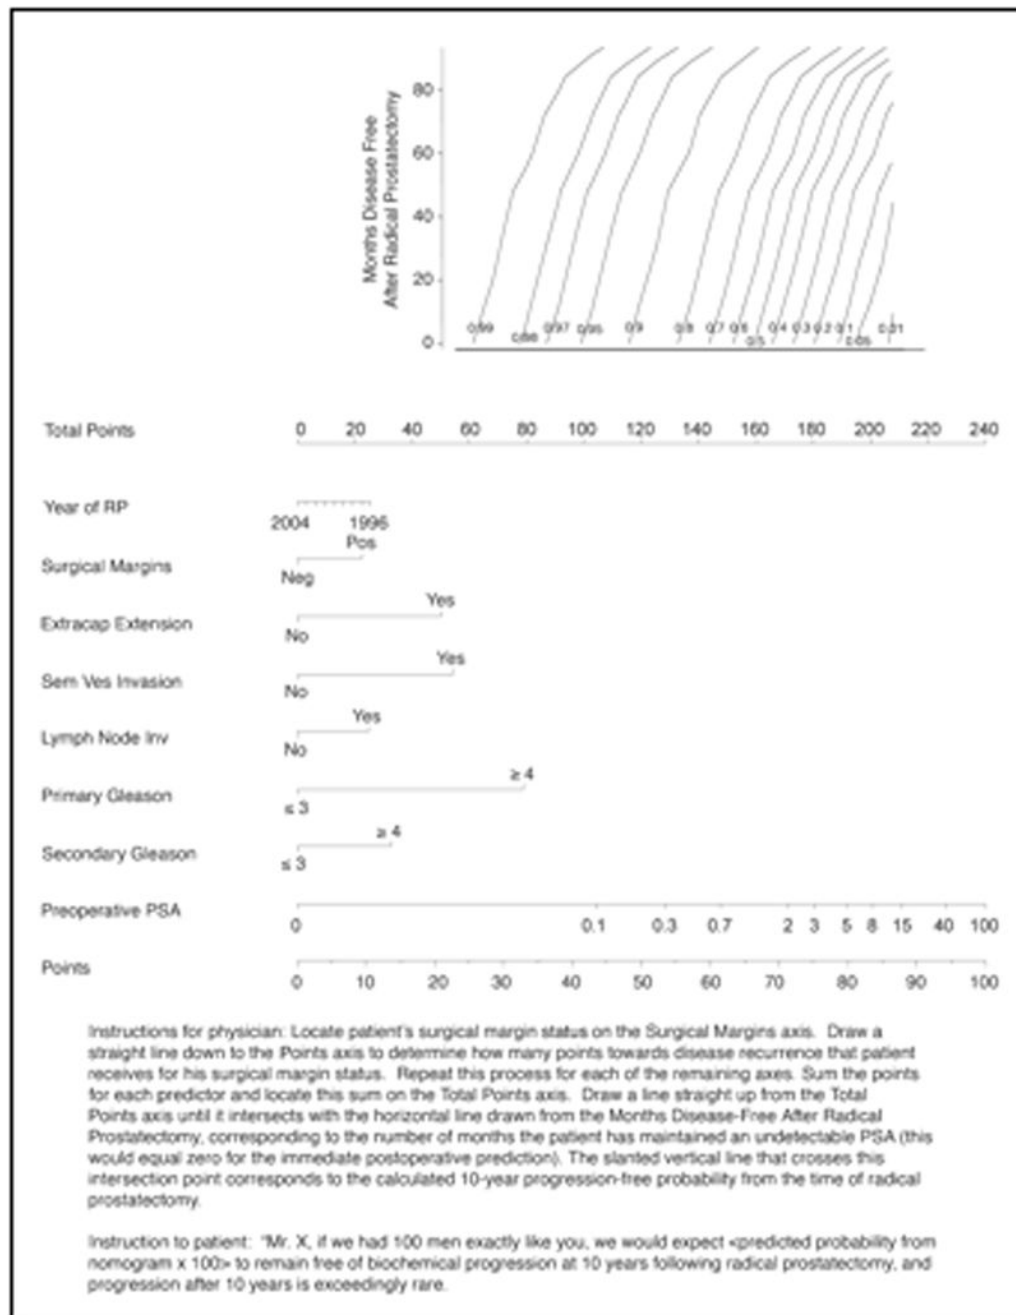 Months Disease Free
After Radical Prostatectomy
80
60
40
20
0
0.99 0.98 0.97 0.95 0.9 0.8 0.7 0.6 0.5 0.4 0.3 0.2 0.1 0.05 0.01
Total Points 0 20 40 60 80 100 120 140 160 180 200 220 240
Year of RP
2004 1996
Pos
Surgical Margins
Neg
Yes
Extracap Extension
No
Yes
Sem Ves Invasion
No
Yes
Lymph Node Inv
No
≥ 4
Primary Gleason
≤ 3
≥ 4
Secondary Gleason
≤ 3
Preoperative PSA
0 0.1 0.3 0.7 2 3 5 8 15 40 100
Points
0 10 20 30 40 50 60 70 80 90 100
Instructions for physician: Locate patient's surgical margin status on the Surgical Margins axis. Draw a
straight line down to the Points axis to determine how many points towards disease recurrence that patient
receives for his surgical margin status. Repeat this process for each of the remaining axes. Sum the points
for each predictor and locate this sum on the Total Points axis. Draw a line straight up from the Total
Points axis until it intersects with the horizontal line drawn from the Months Disease-Free After Radical
Prostatectomy, corresponding to the number of months the patient has maintained an undetectable PSA (this
would equal zero for the immediate postoperative prediction). The slanted vertical line that crosses this
intersection point corresponds to the calculated 10-year progression-free probability from the time of radical
prostatectomy.
Instruction to patient: "Mr. X, if we had 100 men exactly like you, we would expect <predicted probability from
nomogram x 100> to remain free of biochemical progression at 10 years following radical prostatectomy, and
progression after 10 years is exceedingly rare.